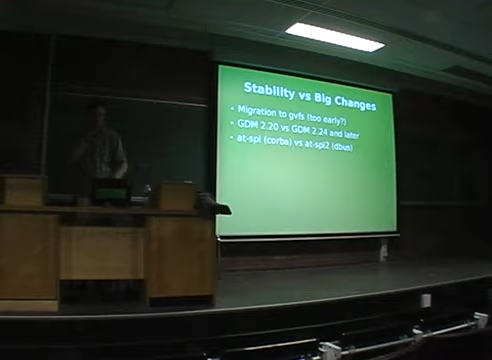 Stability vs Big Changes
• Migration to gvfs (too early?)
• GDM 2.20 vs GDM 2.24 and later
• at-spi (corba) vs at-spi2 (dbus)